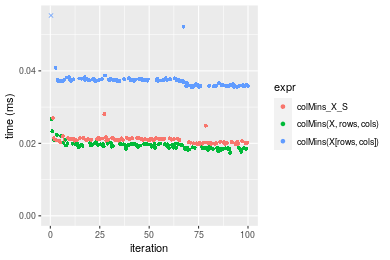 0.04
0.02
0.00
time (ms)
0
25
50
75
100
iteration
expr
colMins_X_S
colMins(X, rows, cols)
colMins(X[rows, cols])